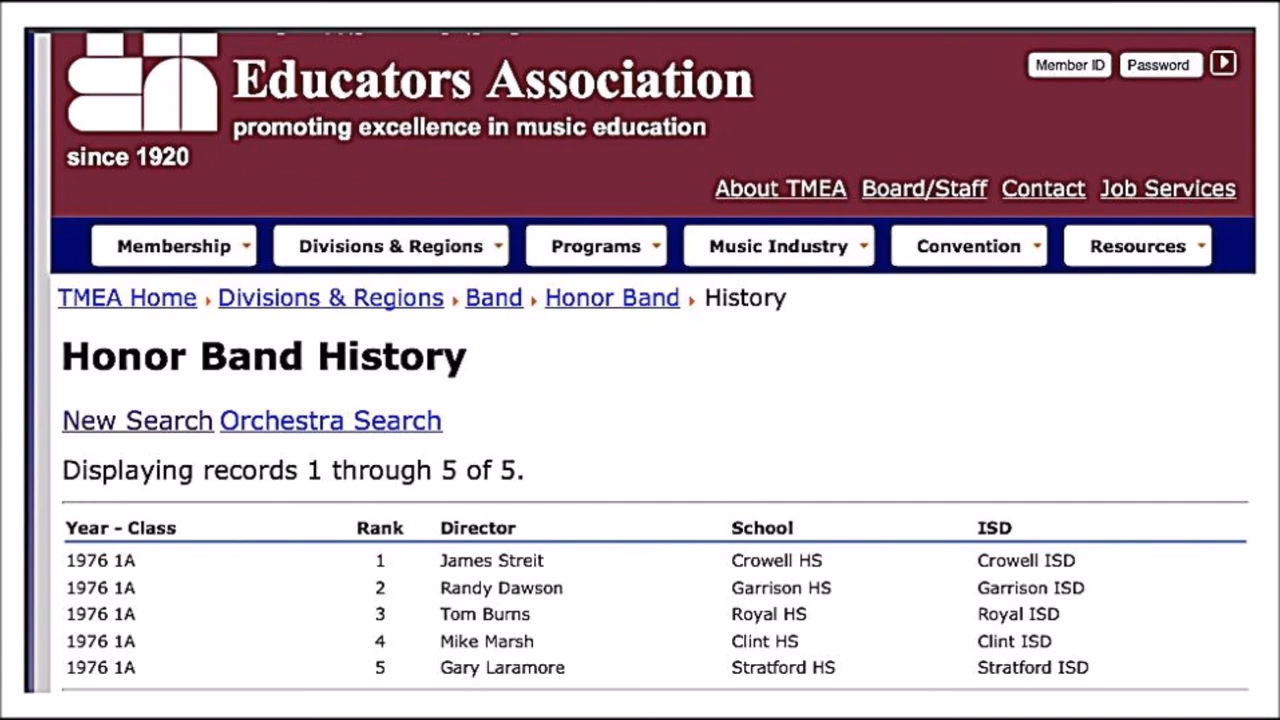 Educators Association
Member ID Password
promoting excellence in music education
since 1920
About TMEA Board/Staff Contact Job Services
Membership Divisions & Regions Programs Music Industry Convention Resources
TMEA Home Divisions & Regions Band Honor Band History
Honor Band History
New Search Orchestra Search
Displaying records 1 through 5 of 5.
Year - Class Rank Director School ISD
1976 1A 1 James Streit Crowell HS Crowell ISD
1976 1A 2 Randy Dawson Garrison HS Garrison ISD
1976 1A 3 Tom Burns Royal HS Royal ISD
1976 1A 4 Mike Marsh Clint HS Clint ISD
1976 1A 5 Gary Laramore Stratford HS Stratford ISD